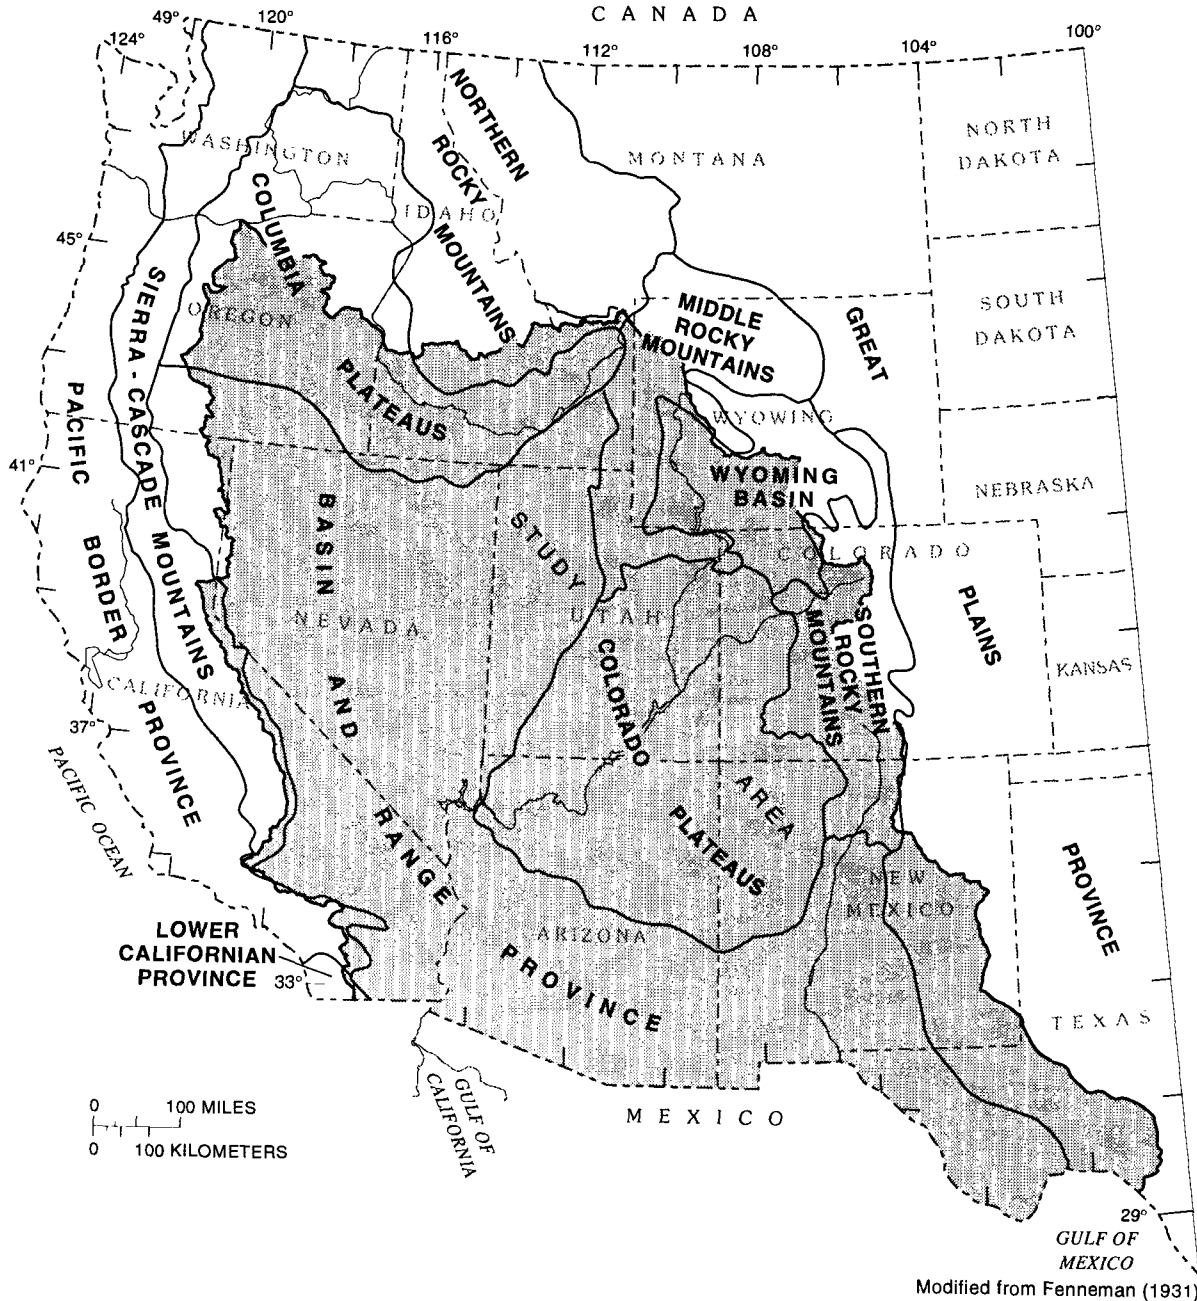 CANADA
49°
120°
124°
116°
112°
108°
104°
100°
NORTHERN
ROCKY
MOUNTAINS
WASHINGTON
MONTANA
NORTH
DAKOTA
COLUMBIA
PLATEAUS
IDAHO
45°
SIERRA - CASCADE MOUNTAINS
OREGON
MIDDLE
ROCKY
MOUNTAINS
GREAT
PLAINS
PROVINCE
SOUTH
DAKOTA
PACIFIC
BORDER
PROVINCE
WYOMING
41°
WYOMING
BASIN
NEBRASKA
BASIN
AND
RANGE
PROVINCE
STUDY
AREA
COLORADO
NEVADA
UTAH
COLORADO
PLATEAUS
SOUTHERN
ROCKY
MOUNTAINS
KANSAS
CALIFORNIA
37°
PACIFIC OCEAN
NEW
MEXICO
ARIZONA
LOWER
CALIFORNIAN
PROVINCE
33°
TEXAS
GULF OF
CALIFORNIA
MEXICO
0 100 MILES
0 100 KILOMETERS
29°
GULF OF
MEXICO
Modified from Fenneman (1931)